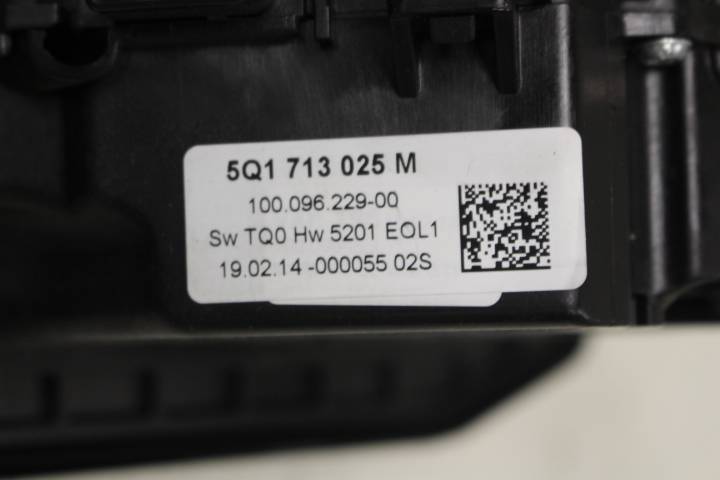 5Q1 713 025 M
100.096.229-00
Sw TQ0 Hw 5201 EOL1
19.02.14 -000055 02S